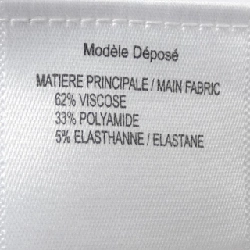 Modèle Déposé
MATIERE PRINCIPALE / MAIN FABRIC
62% VISCOSE
33% POLYAMIDE
5% ELASTHANNE / ELASTANE